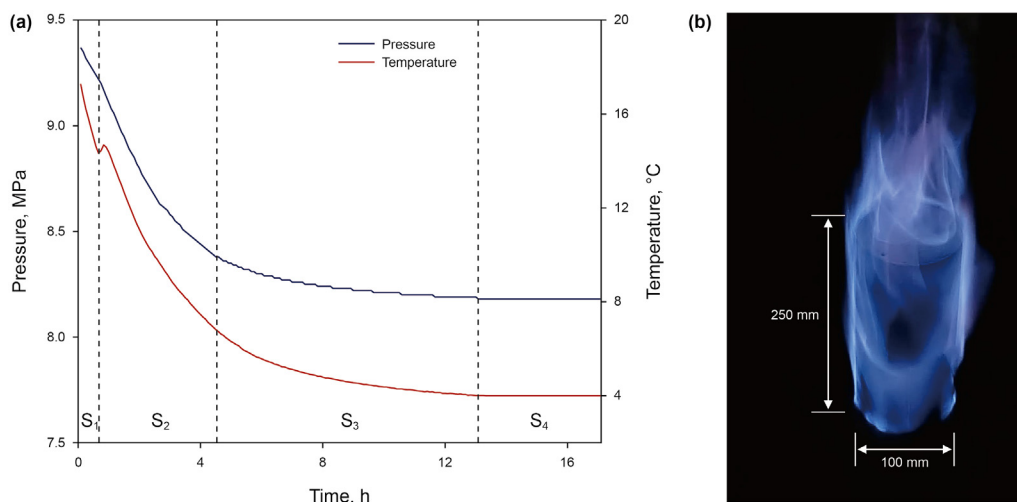 (a)
9.5
9.0
8.5
8.0
7.5
Pressure, MPa
Pressure
Temperature
S1
S2
S3
S4
0
4
8
12
16
Time, h
20
16
12
8
4
Temperature, °C
(b)
250 mm
100 mm